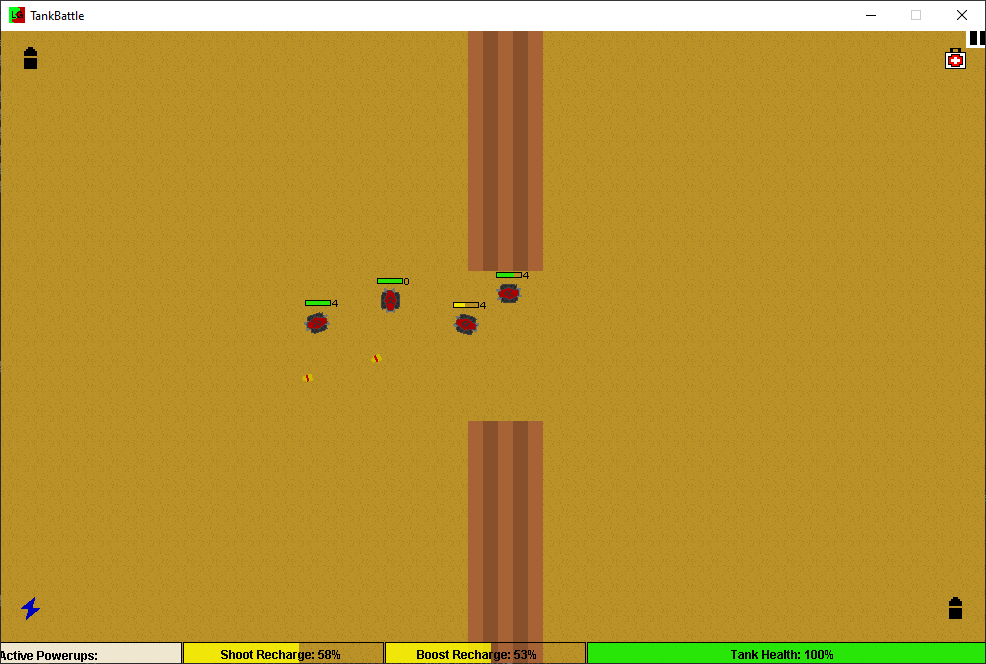 TankBattle
0
4
4
4
Active Powerups:
Shoot Recharge: 58%
Boost Recharge: 53%
Tank Health: 100%